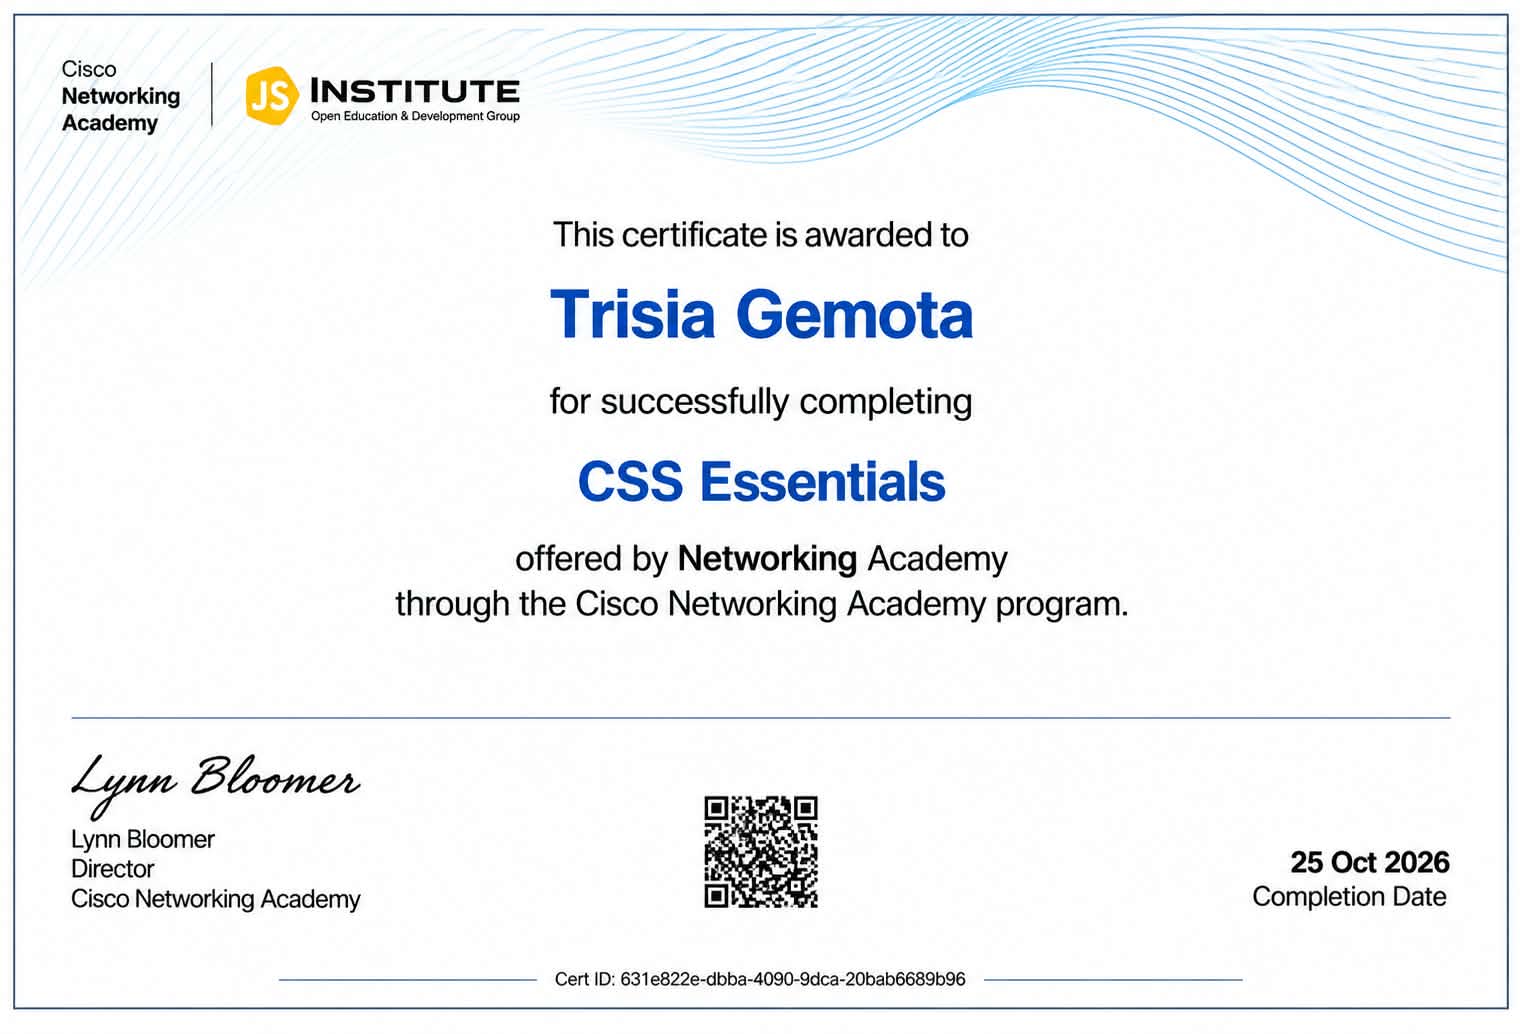 Cisco
Networking
Academy
JS INSTITUTE
Open Education & Development Group
This certificate is awarded to
Trisia Gemota
for successfully completing
CSS Essentials
offered by Networking Academy
through the Cisco Networking Academy program.
Lynn Bloomer
Lynn Bloomer
Director
Cisco Networking Academy
25 Oct 2026
Completion Date
Cert ID: 631e822e-dbba-4090-9dca-20bab6689b96